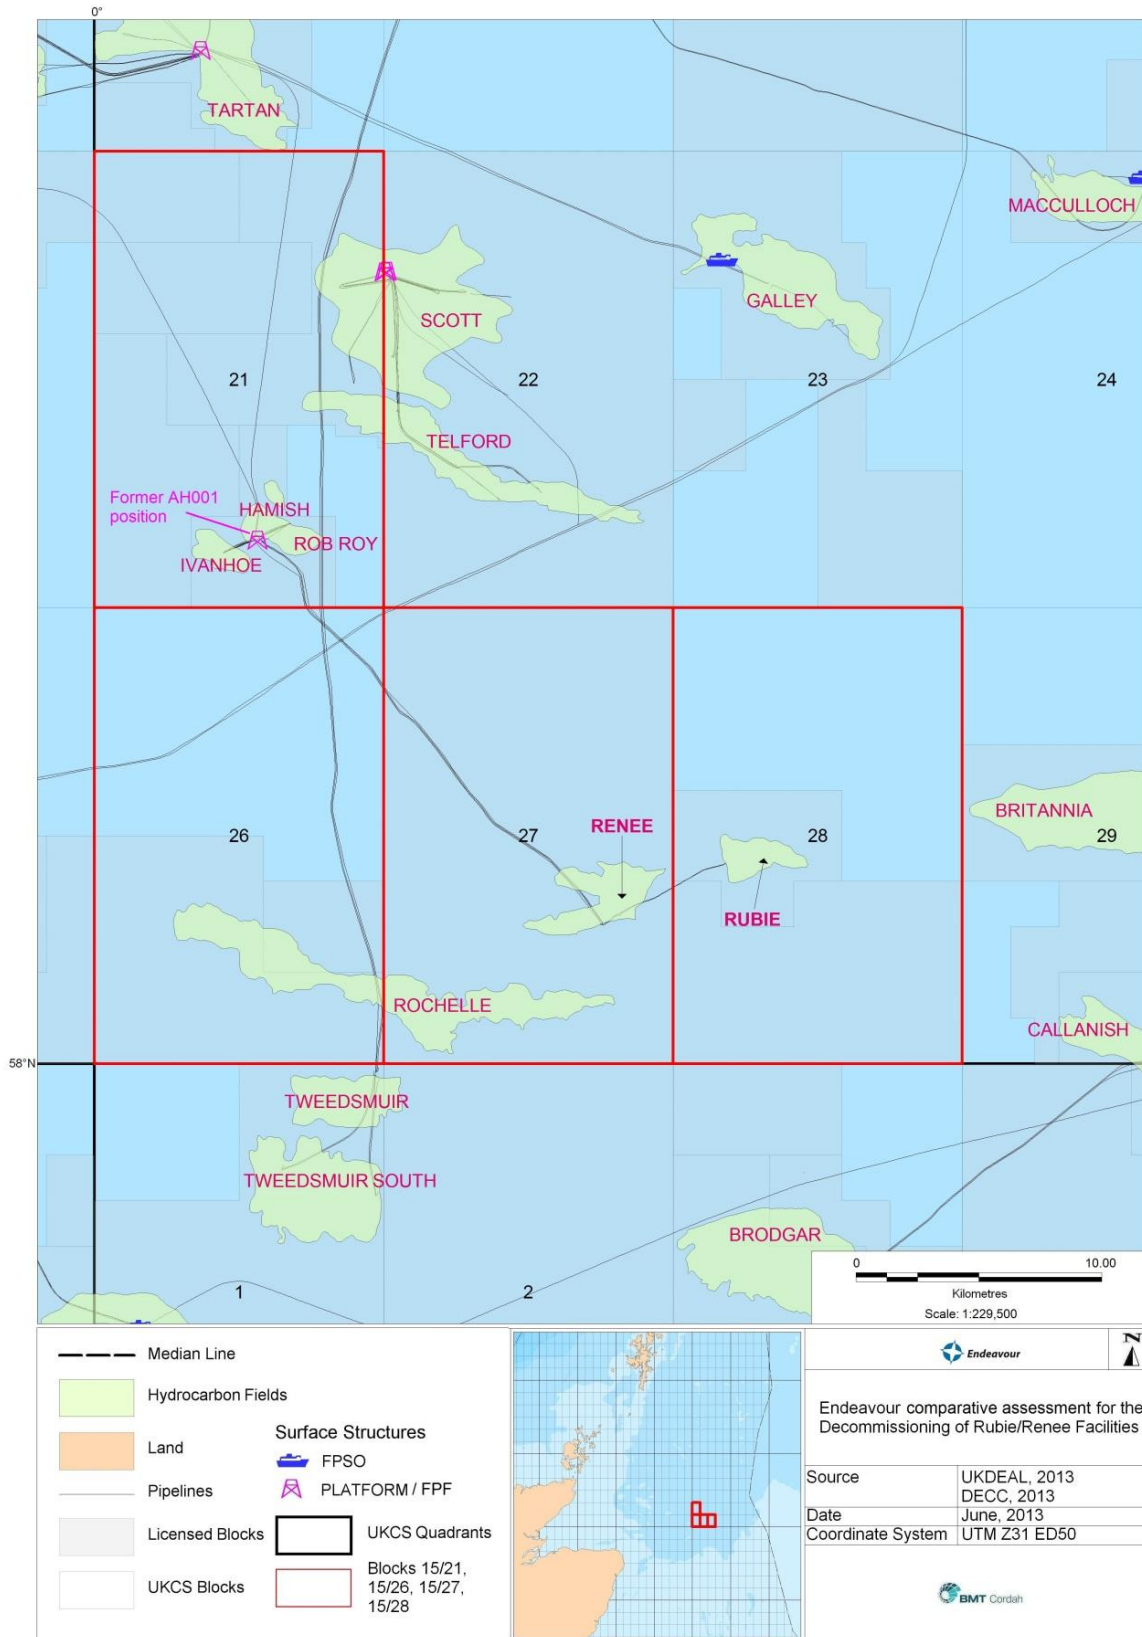 0°
TARTAN
MACCULLOCH
GALLEY
SCOTT
21
22
23
24
TELFORD
Former AH001
position
HAMISH
ROB ROY
IVANHOE
BRITANNIA
RENEE
26
27
28
29
RUBIE
ROCHELLE
CALLANISH
58°N
TWEEDSMUIR
TWEEDSMUIR SOUTH
BRODGAR
1
2
0
10.00
Kilometres
Scale: 1:229,500
Median Line
Hydrocarbon Fields
Land
Pipelines
Licensed Blocks
UKCS Blocks
Surface Structures
FPSO
PLATFORM / FPF
UKCS Quadrants
Blocks 15/21,
15/26, 15/27,
15/28
Endeavour
N
Endeavour comparative assessment for the
Decommissioning of Rubie/Renee Facilities
Source UKDEAL, 2013
DECC, 2013
Date June, 2013
Coordinate System UTM Z31 ED50
BMT Cordah